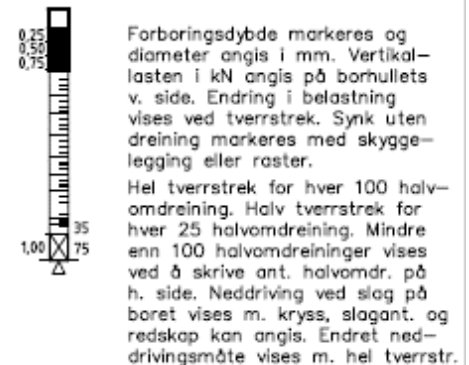 0,25
0,50
0,75
35
1,00 75
Forboringsdybde markeres og
diameter angis i mm. Vertikal–
lasten i kN angis på borhullets
v. side. Endring i belastning
vises ved tverrstrek. Synk uten
dreining markeres med skygge–
legging eller raster.
Hel tverrstrek for hver 100 halv–
omdreining. Halv tverrstrek for
hver 25 halvomdreining. Mindre
enn 100 halvomdreininger vises
ved å skrive ant. halvomdr. på
h. side. Neddriving ved slag på
boret vises m. kryss, slagant. og
redskap kan angis. Endret ned–
drivingsmåte vises m. hel tverrstr.